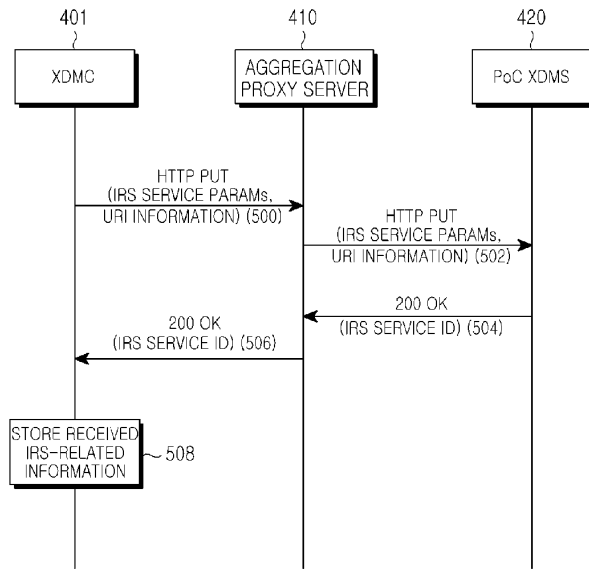 401
410
420
XDMC
AGGREGATION
PROXY SERVER
PoC XDMS
HTTP PUT
(IRS SERVICE PARAMs,
URI INFORMATION) (500)
HTTP PUT
(IRS SERVICE PARAMs,
URI INFORMATION) (502)
200 OK
(IRS SERVICE ID) (504)
200 OK
(IRS SERVICE ID) (506)
STORE RECEIVED
IRS-RELATED
INFORMATION
508